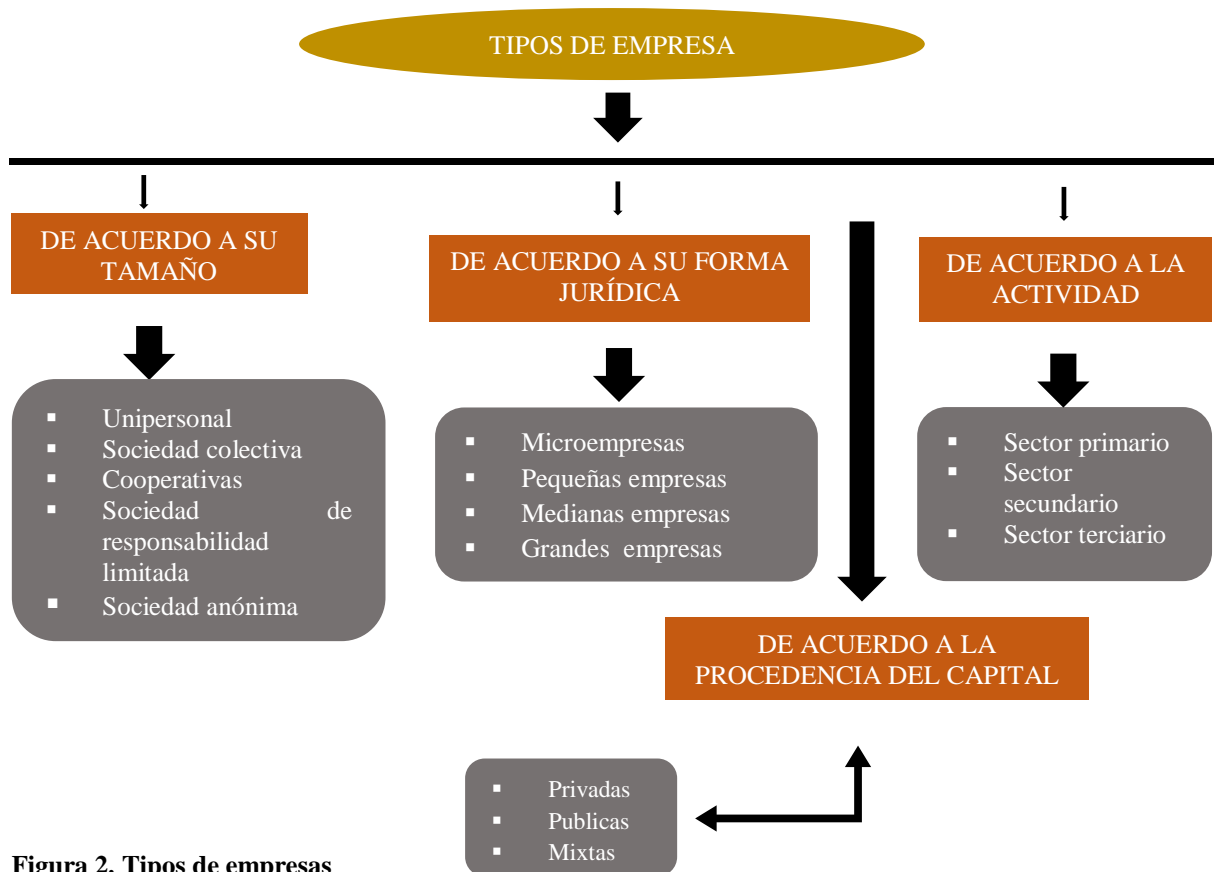 TIPOS DE EMPRESA
DE ACUERDO A SU
TAMAÑO
▪ Unipersonal
▪ Sociedad colectiva
▪ Cooperativas
▪ Sociedad de
responsabilidad
limitada
▪ Sociedad anónima
DE ACUERDO A SU FORMA
JURÍDICA
▪ Microempresas
▪ Pequeñas empresas
▪ Medianas empresas
▪ Grandes empresas
DE ACUERDO A LA
ACTIVIDAD
▪ Sector primario
▪ Sector
secundario
▪ Sector terciario
DE ACUERDO A LA
PROCEDENCIA DEL CAPITAL
▪ Privadas
▪ Publicas
▪ Mixtas
Figura 2. Tipos de empresas